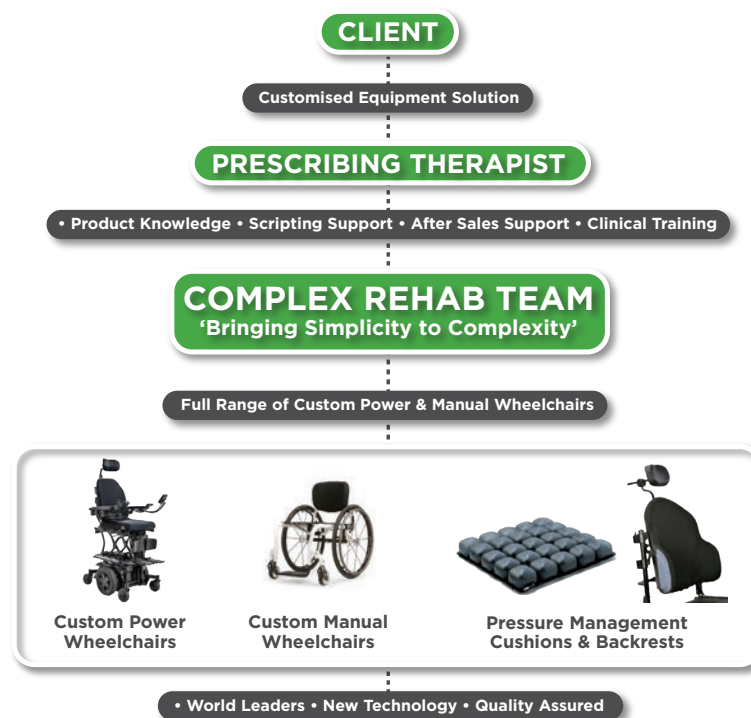 CLIENT
Customised Equipment Solution
PRESCRIBING THERAPIST
• Product Knowledge • Scripting Support • After Sales Support • Clinical Training
COMPLEX REHAB TEAM
‘Bringing Simplicity to Complexity’
Full Range of Custom Power & Manual Wheelchairs
Custom Power
Wheelchairs
Custom Manual
Wheelchairs
Pressure Management
Cushions & Backrests
• World Leaders • New Technology • Quality Assured